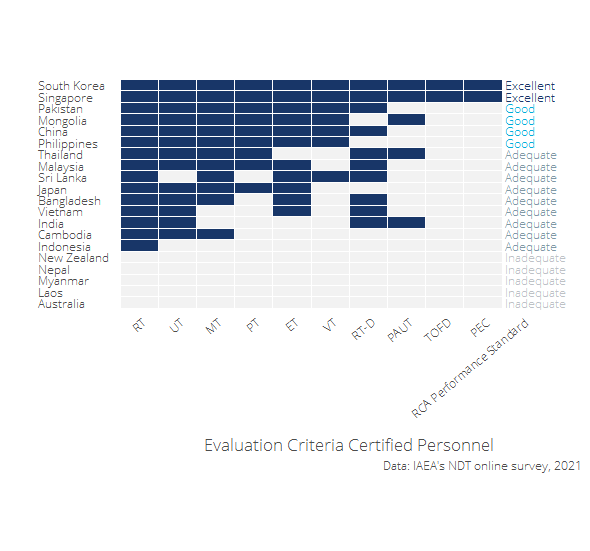 South Korea Excellent
Singapore Excellent
Pakistan Good
Mongolia Good
China Good
Philippines Good
Thailand Adequate
Malaysia Adequate
Sri Lanka Adequate
Japan Adequate
Bangladesh Adequate
Vietnam Adequate
India Adequate
Cambodia Adequate
Indonesia Adequate
New Zealand Inadequate
Nepal Inadequate
Myanmar Inadequate
Laos Inadequate
Australia Inadequate
RT UT MT PT ET VT RT-D PAUT TOFD PEC RCA Performance Standard
Evaluation Criteria Certified Personnel
Data: IAEA's NDT online survey, 2021